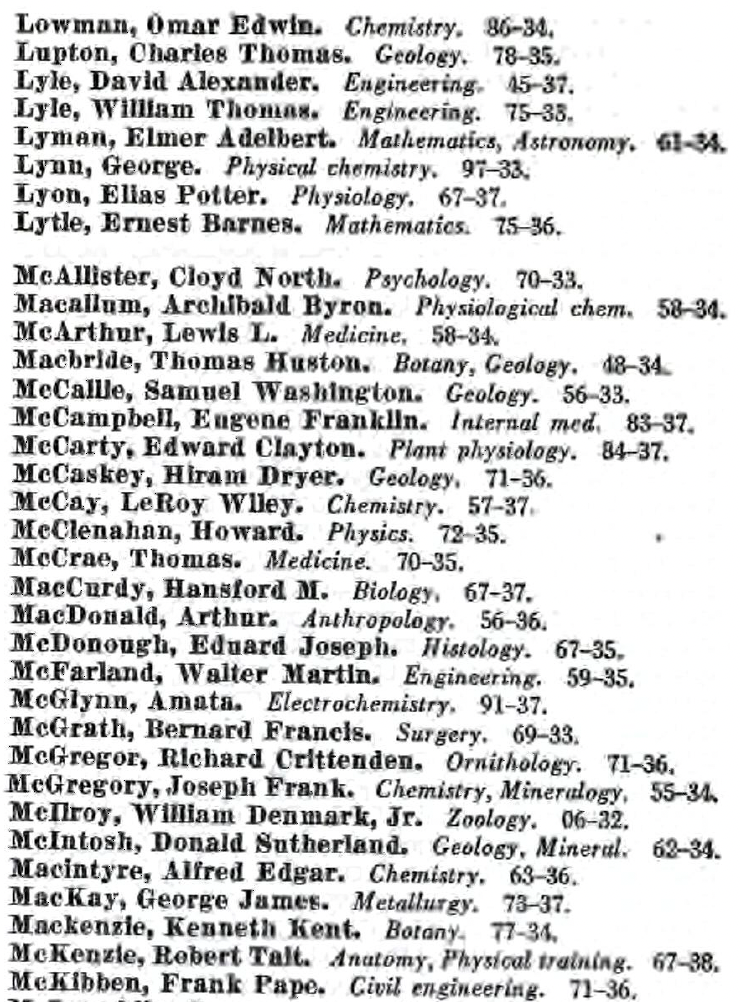 Lowman, Omar Edwin. Chemistry. 86–34.
Lupton, Charles Thomas. Geology. 78–35.
Lyle, David Alexander. Engineering. 45–37.
Lyle, William Thomas. Engineering. 75–33.
Lyman, Elmer Adelbert. Mathematics, Astronomy. 61–34.
Lynn, George. Physical chemistry. 97–33.
Lyon, Elias Potter. Physiology. 67–37.
Lytle, Ernest Barnes. Mathematics. 75–36.
McAllister, Cloyd North. Psychology. 70–33.
Macallum, Archibald Byron. Physiological chem. 58–34.
McArthur, Lewis L. Medicine. 58–34.
Macbride, Thomas Huston. Botany, Geology. 48–34.
McCallie, Samuel Washington. Geology. 56–33.
McCampbell, Eugene Franklin. Internal med. 83–37.
McCarty, Edward Clayton. Plant physiology. 84–37.
McCaskey, Hiram Dryer. Geology. 71–36.
McCay, LeRoy Wiley. Chemistry. 57–37.
McClenahan, Howard. Physics. 72–35.
McCrae, Thomas. Medicine. 70–35.
MacCurdy, Hansford M. Biology. 67–37.
MacDonald, Arthur. Anthropology. 56–36.
McDonough, Eduard Joseph. Histology. 67–35.
McFarland, Walter Martin. Engineering. 59–35.
McGlynn, Amata. Electrochemistry. 91–37.
McGrath, Bernard Francis. Surgery. 69–33.
McGregor, Richard Crittenden. Ornithology. 71–36.
McGregory, Joseph Frank. Chemistry, Mineralogy. 55–34.
McIlroy, William Denmark, Jr. Zoology. 06–32.
McIntosh, Donald Sutherland. Geology, Mineral. 62–34.
Macintyre, Alfred Edgar. Chemistry. 63–36.
MacKay, George James. Metallurgy. 73–37.
Mackenzie, Kenneth Kent. Botany. 77–34.
McKenzie, Robert Tait. Anatomy, Physical training. 67–38.
McKibben, Frank Pape. Civil engineering. 71–36.